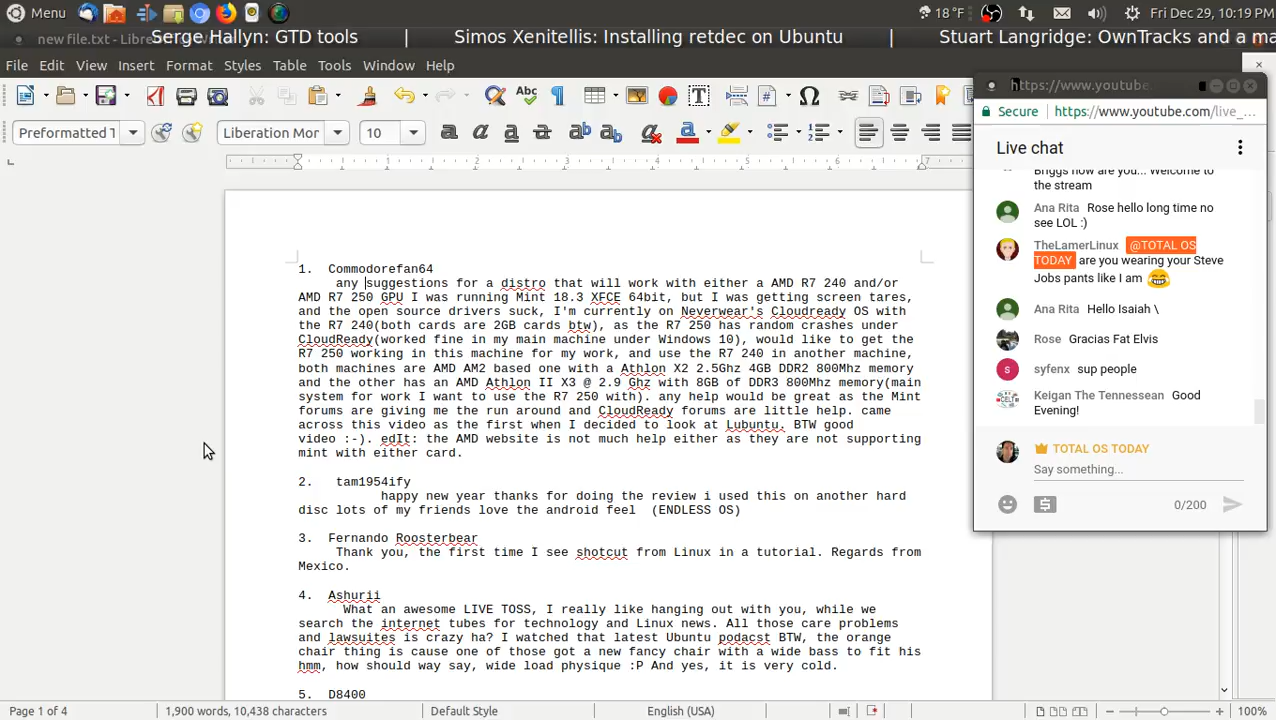 Menu
18 °F
Fri Dec 29, 10:19 PM
new file.txt - Libre
Serge Hallyn: GTD tools | Simos Xenitellis: Installing retdec on Ubuntu | Stuart Langridge: OwnTracks and a ma
File Edit View Insert Format Styles Table Tools Window Help
Preformatted T
Liberation Mor
10
1 2 3 4 5 6 7
1. Commodorefan64
any suggestions for a distro that will work with either a AMD R7 240 and/or
AMD R7 250 GPU I was running Mint 18.3 XFCE 64bit, but I was getting screen tares,
and the open source drivers suck, I'm currently on Neverwear's Cloudready OS with
the R7 240(both cards are 2GB cards btw), as the R7 250 has random crashes under
CloudReady(worked fine in my main machine under Windows 10), would like to get the
R7 250 working in this machine for my work, and use the R7 240 in another machine,
both machines are AMD AM2 based one with a Athlon X2 2.5Ghz 4GB DDR2 800Mhz memory
and the other has an AMD Athlon II X3 @ 2.9 Ghz with 8GB of DDR3 800Mhz memory(main
system for work I want to use the R7 250 with). any help would be great as the Mint
forums are giving me the run around and CloudReady forums are little help. came
across this video as the first when I decided to look at Lubuntu. BTW good
video :-). edIt: the AMD website is not much help either as they are not supporting
mint with either card.
2. tam1954ify
happy new year thanks for doing the review i used this on another hard
disc lots of my friends love the android feel (ENDLESS OS)
3. Fernando Roosterbear
Thank you, the first time I see shotcut from Linux in a tutorial. Regards from
Mexico.
4. Ashurii
What an awesome LIVE TOSS, I really like hanging out with you, while we
search the internet tubes for technology and Linux news. All those care problems
and lawsuites is crazy ha? I watched that latest Ubuntu podacst BTW, the orange
chair thing is cause one of those got a new fancy chair with a wide bass to fit his
hmm, how should way say, wide load physique :P And yes, it is very cold.
5. D8400
https://www.youtube.
Secure https://www.youtube.com/live_...
Live chat
Briggs how are you... Welcome to
the stream
Ana Rita Rose hello long time no
see LOL :)
TheLamerLinux @TOTAL OS
TODAY are you wearing your Steve
Jobs pants like I am
Ana Rita Hello Isaiah \
Rose Gracias Fat Elvis
s syfenx sup people
Keigan The Tennessean Good
Evening!
TOTAL OS TODAY
Say something...
0/200
Page 1 of 4
1,900 words, 10,438 characters
Default Style
English (USA)
100%